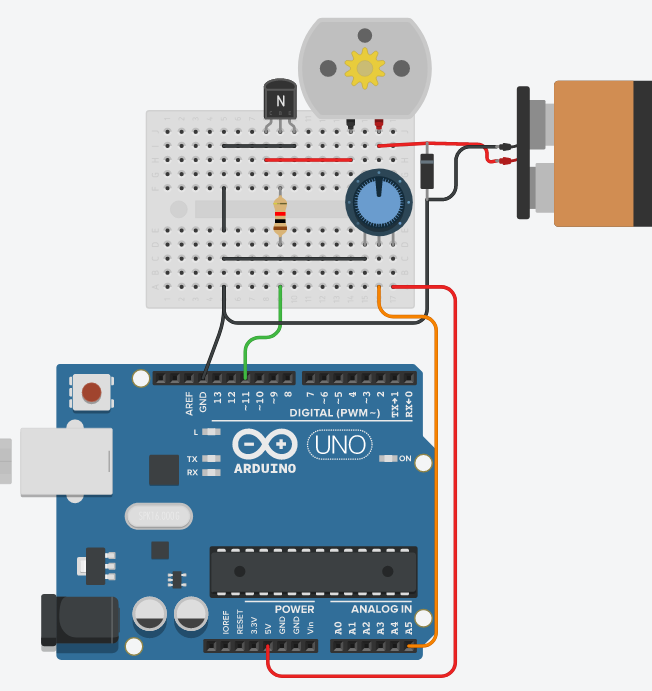 N
AREF
GND
13
12
~11
~10
~9
8
7
~6
~5
4
~3
2
TX→1
RX←0
DIGITAL (PWM~)
L
TX
RX
UNO
ARDUINO
ON
POWER
ANALOG IN
IOREF
RESET
3.3V
5V
GND
GND
Vin
A0
A1
A2
A3
A4
A5